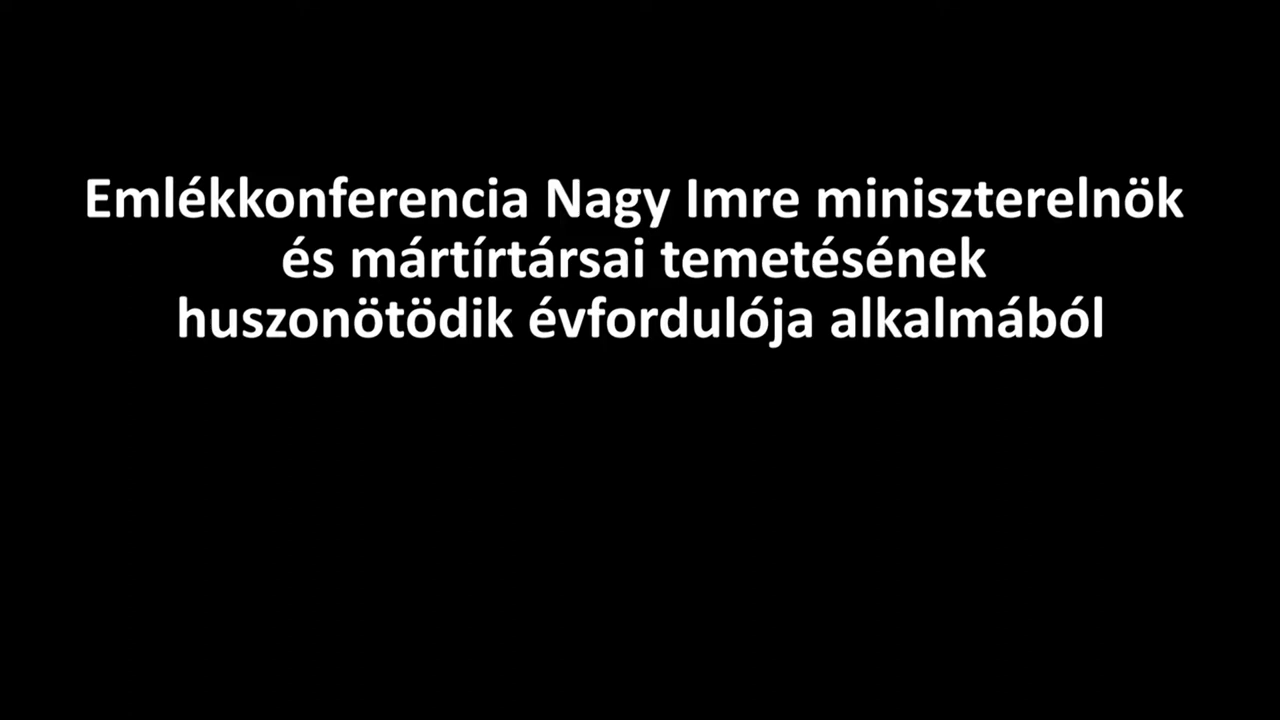 Emlékkonferencia Nagy Imre miniszterelnök
és mártírtársai temetésének
huszonötödik évfordulója alkalmából